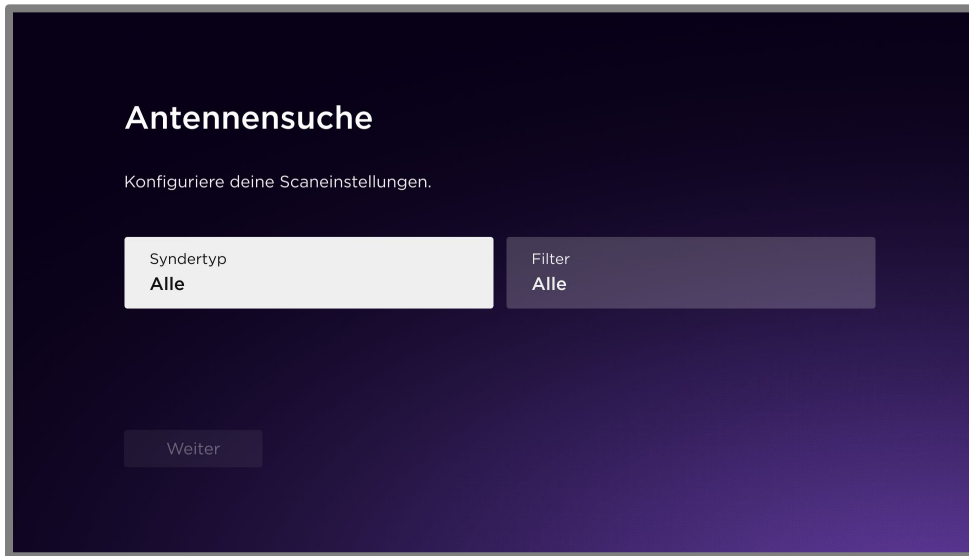 Antennensuche
Konfiguriere deine Scaneinstellungen.
Syndertyp
Alle
Filter
Alle
Weiter